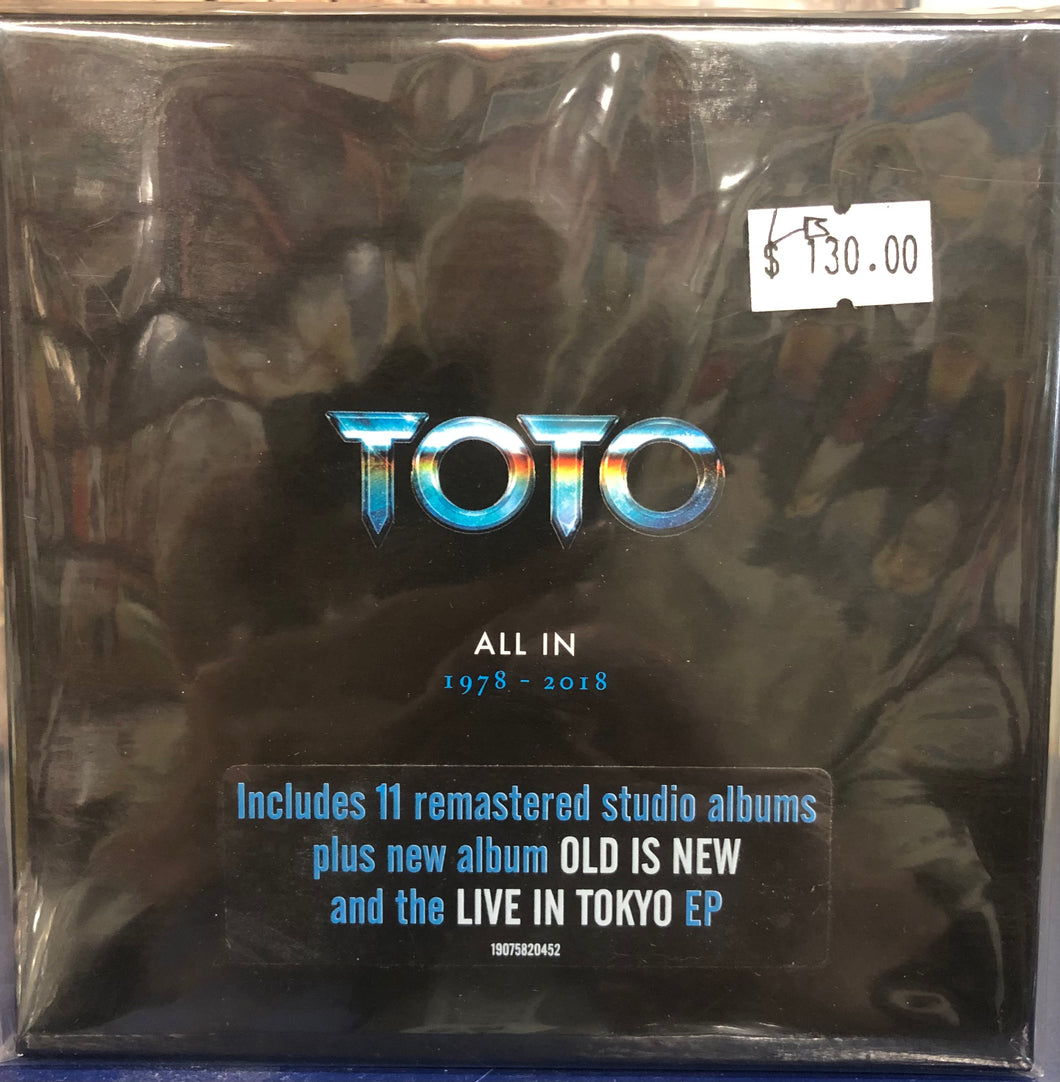 $ 130.00
TOTO
ALL IN
1978 - 2018
Includes 11 remastered studio albums
plus new album OLD IS NEW
and the LIVE IN TOKYO EP
19075820452